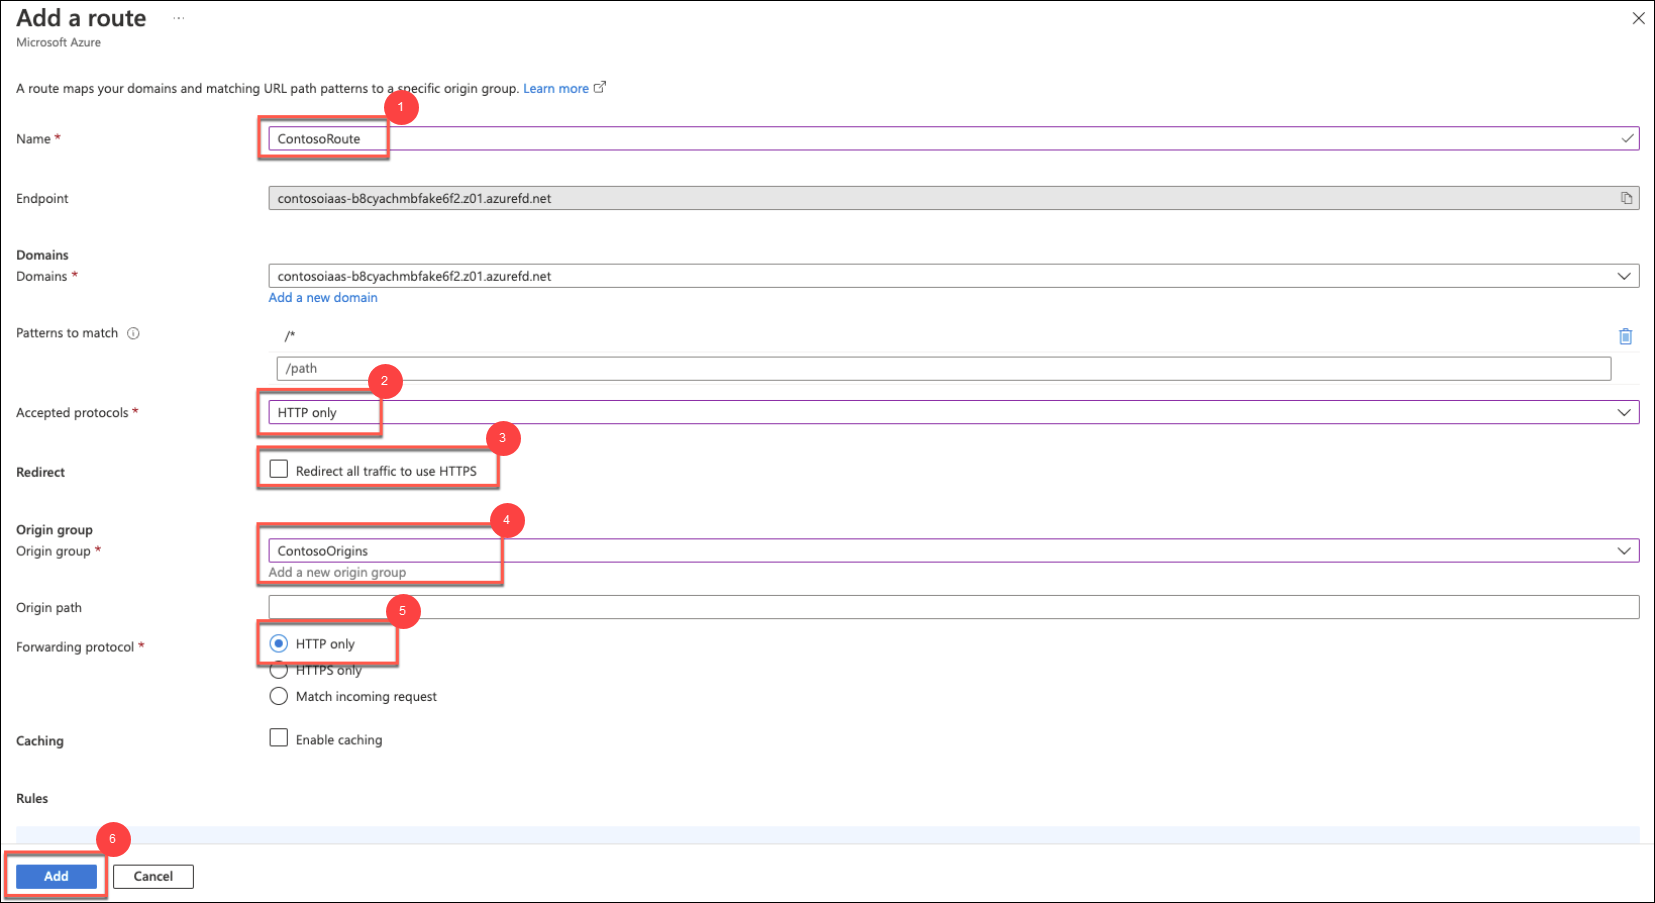 Add a route ...
Microsoft Azure
A route maps your domains and matching URL path patterns to a specific origin group. Learn more
1
Name *
ContosoRoute
Endpoint
contosoiaas-b8cyachmbfake6f2.z01.azurefd.net
Domains
Domains *
contosoiaas-b8cyachmbfake6f2.z01.azurefd.net
Add a new domain
Patterns to match
/*
/path
2
Accepted protocols *
HTTP only
3
Redirect
Redirect all traffic to use HTTPS
4
Origin group
Origin group *
ContosoOrigins
Add a new origin group
Origin path
5
Forwarding protocol *
HTTP only
HTTPS only
Match incoming request
Caching
Enable caching
Rules
6
Add
Cancel